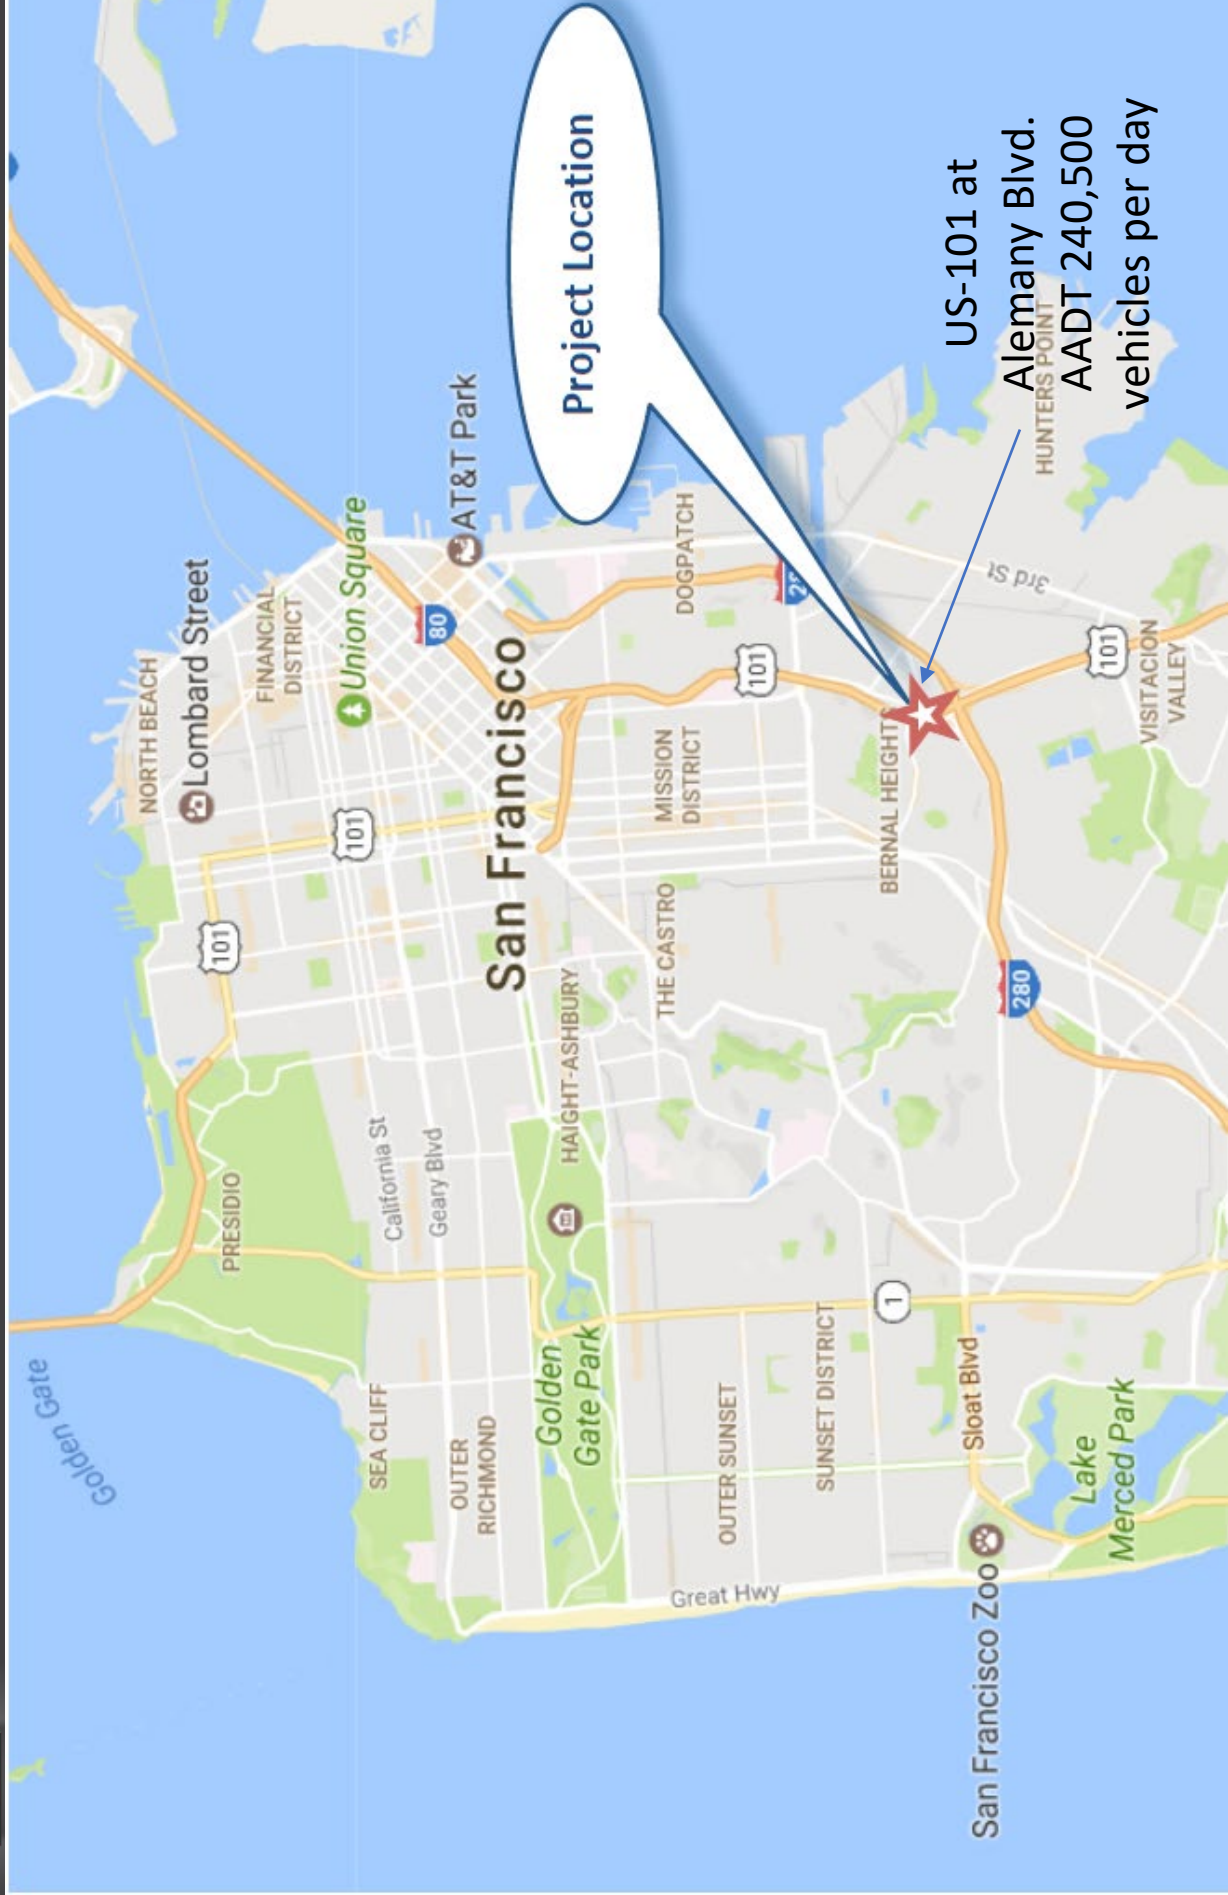 Golden Gate
NORTH BEACH
Lombard Street
101
PRESIDIO
FINANCIAL
DISTRICT
101
Union Square
SEA CLIFF
California St
Geary Blvd
80
AT&T Park
OUTER
RICHMOND
San Francisco
Golden
Gate Park
HAIGHT-ASHBURY
Project Location
THE CASTRO
MISSION
DISTRICT
DOGPATCH
Great Hwy
OUTER SUNSET
101
SUNSET DISTRICT
1
BERNAL HEIGHTS
US-101 at
Alemany Blvd.
AADT 240,500
vehicles per day
Sloat Blvd
San Francisco Zoo
280
3rd St
HUNTERS POINT
Lake
Merced Park
101
VISITACION
VALLEY